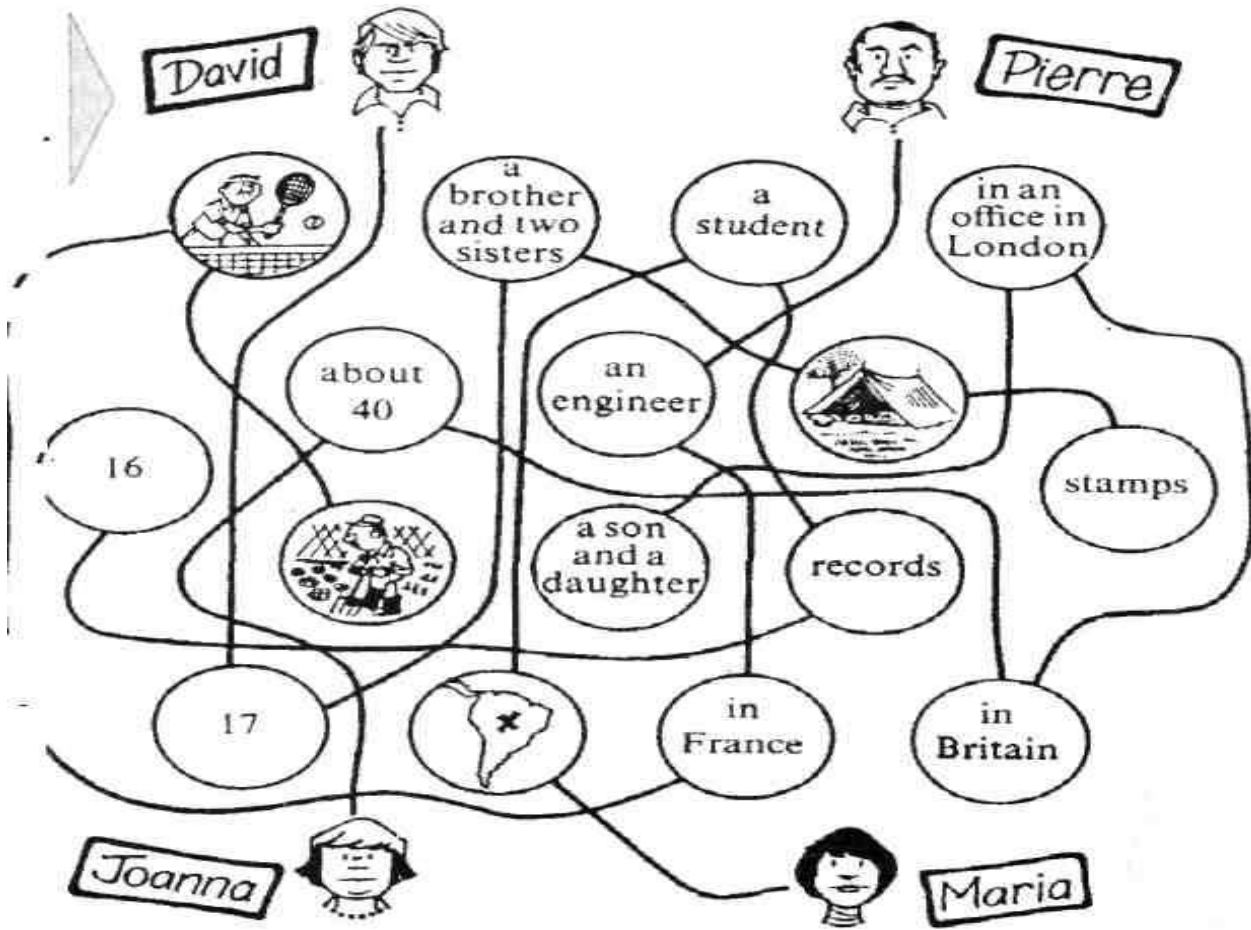 David
Pierre
a
brother
and two
sisters
a
student
in an
office in
London
about
40
an
engineer
16
stamps
a son
and a
daughter
records
17
in
France
in
Britain
Joanna
Maria